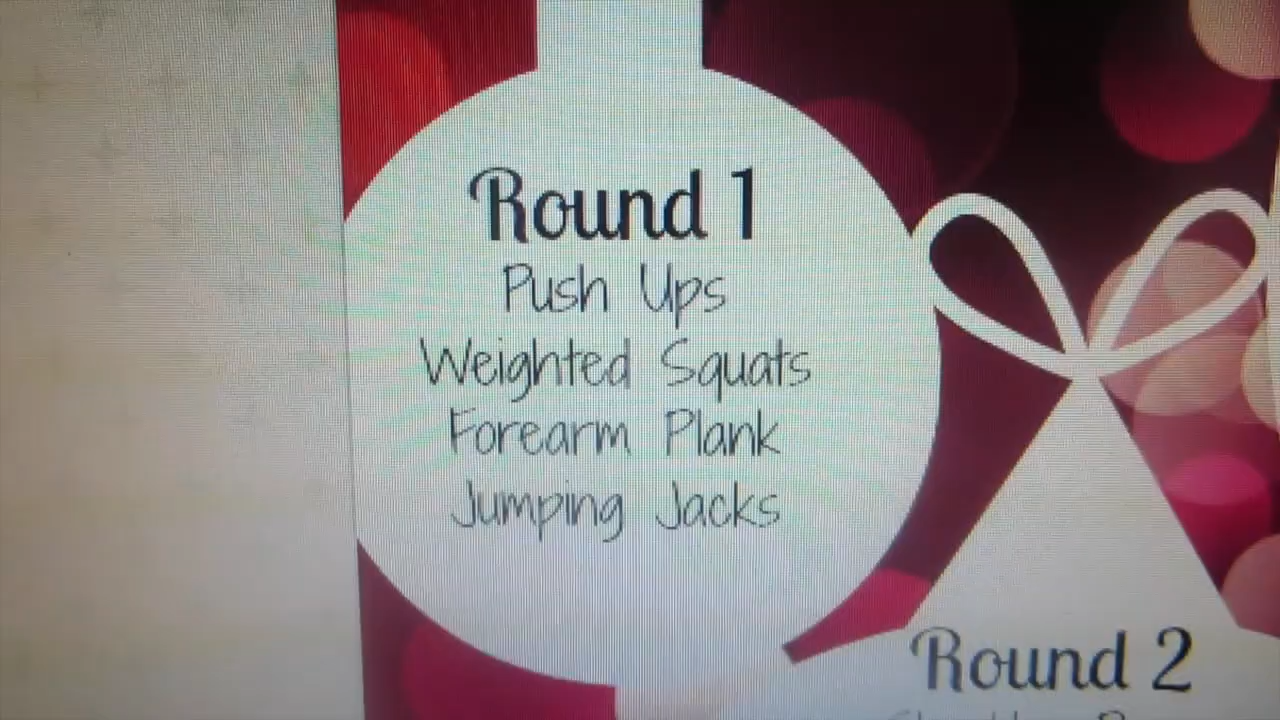 Round 1
Push Ups
Weighted Squats
Forearm Plank
Jumping Jacks
Round 2